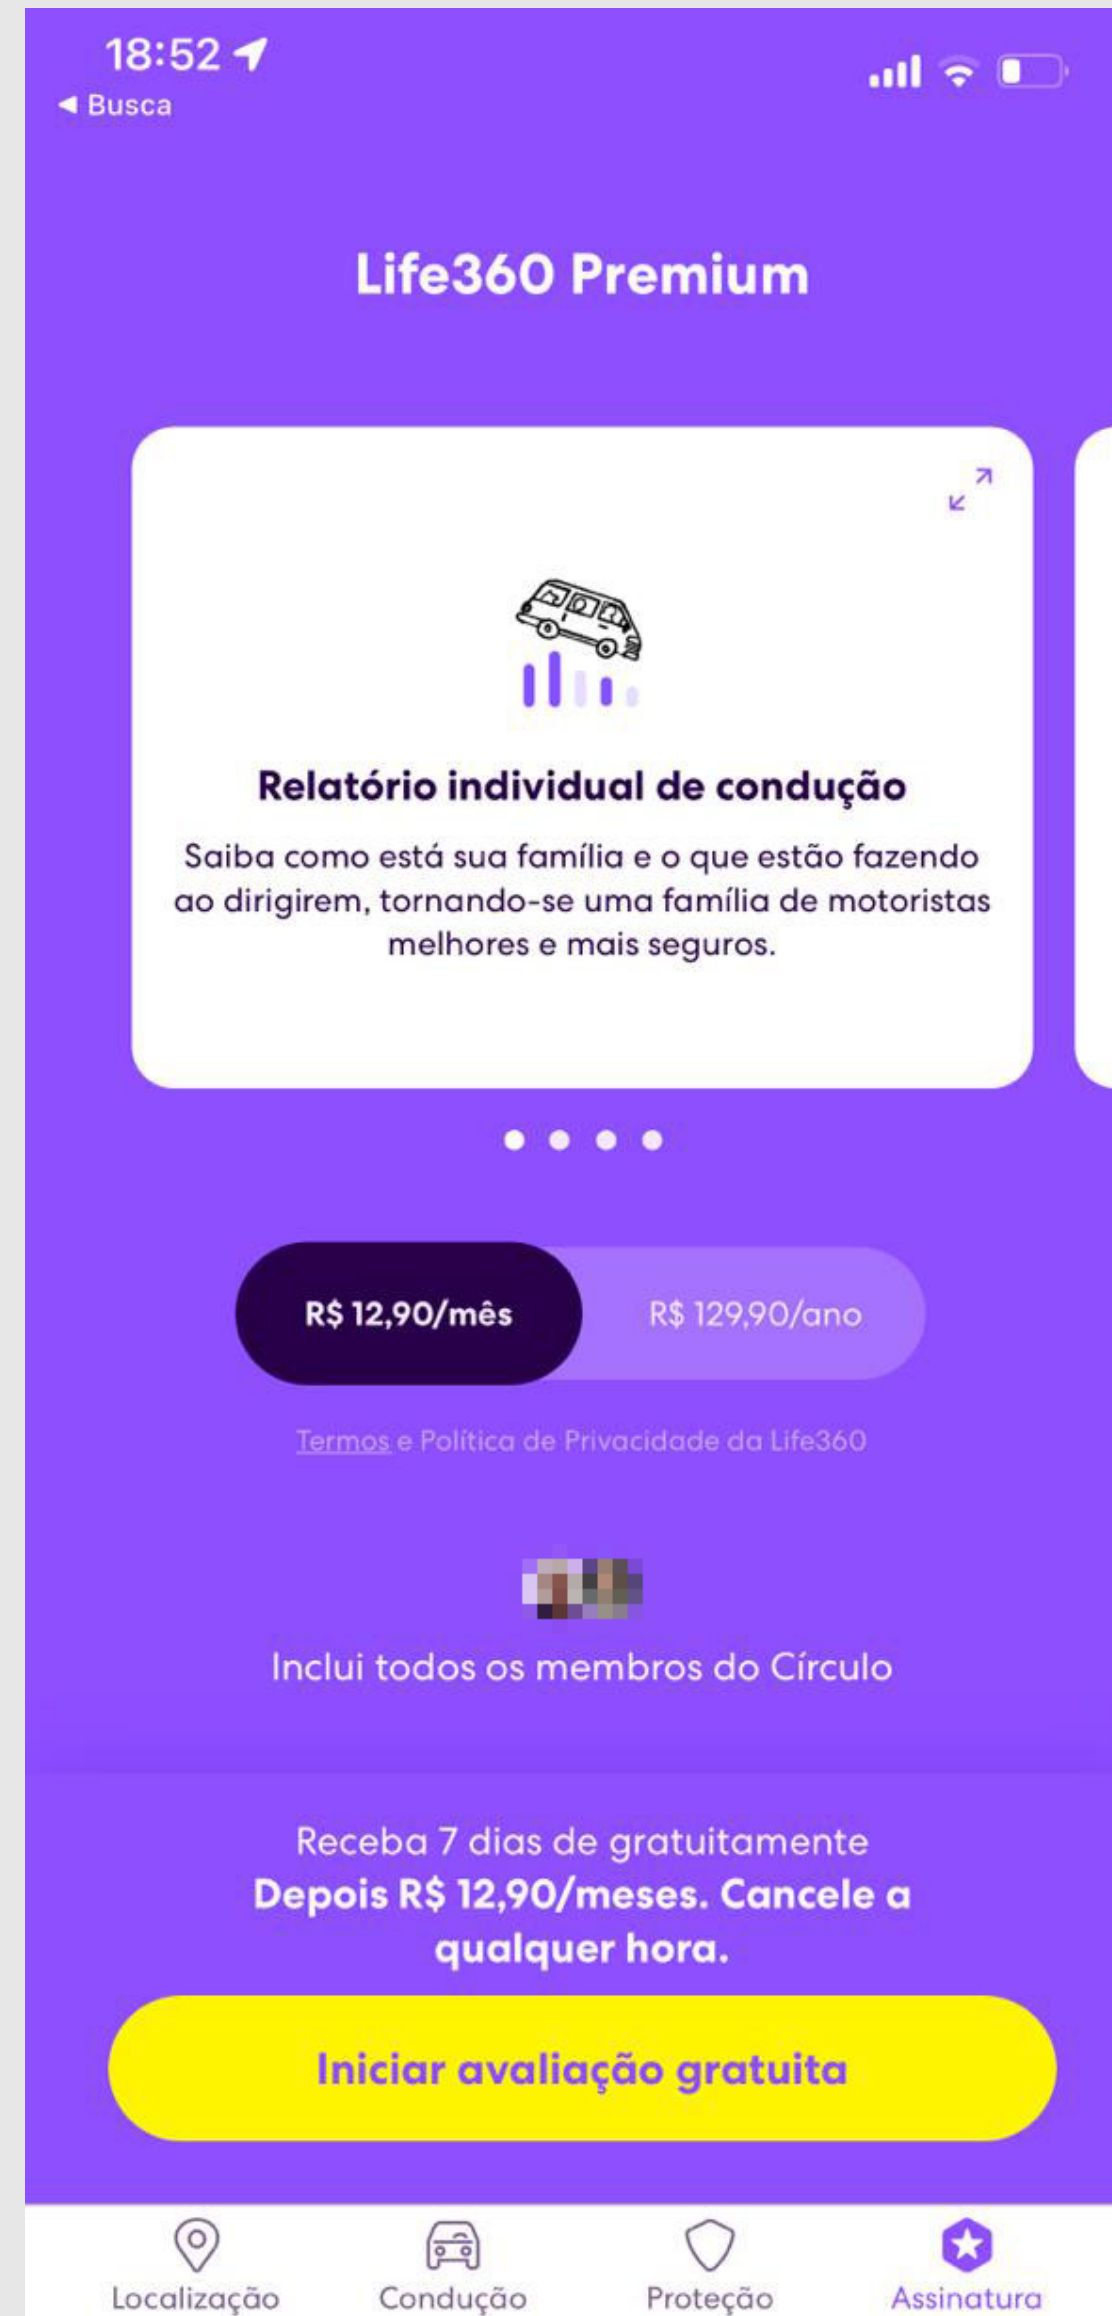 18:52
Busca
Life360 Premium
Relatório individual de condução
Saiba como está sua família e o que estão fazendo
ao dirigirem, tornando-se uma família de motoristas
melhores e mais seguros.
R$ 12,90/mês
R$ 129,90/ano
Termos e Política de Privacidade da Life360
Inclui todos os membros do Círculo
Receba 7 dias de gratuitamente
Depois R$ 12,90/meses. Cancele a
qualquer hora.
Iniciar avaliação gratuita
Localização
Condução
Proteção
Assinatura